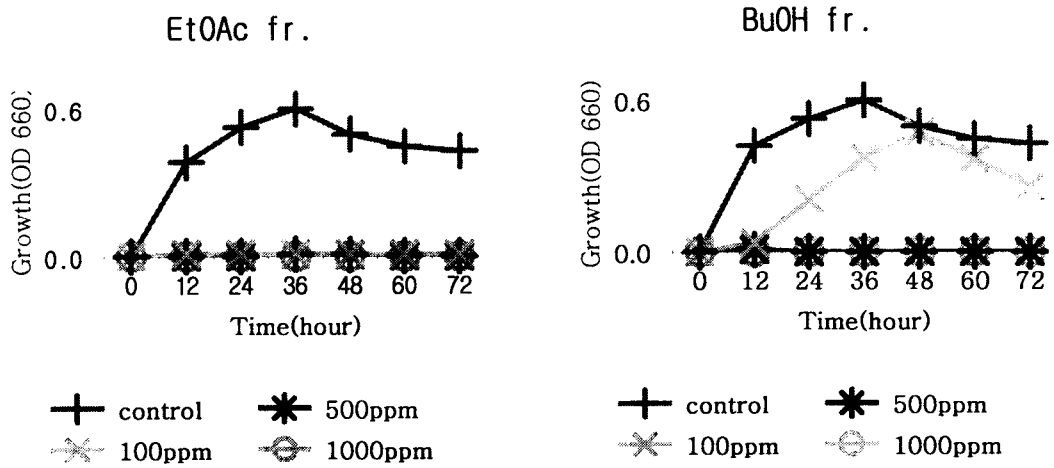 EtOAc fr.
Growth(OD 660)
0.6
0.0
0 12 24 36 48 60 72
Time(hour)
control
500ppm
100ppm
1000ppm
BuOH fr.
Growth(OD 660)
0.6
0.0
0 12 24 36 48 60 72
Time(hour)
control
500ppm
100ppm
1000ppm